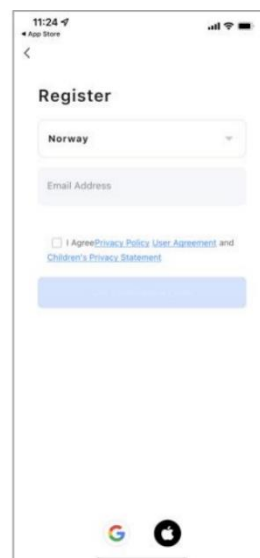 11:24
◀ App Store
Register
Norway
Email Address
I AgreePrivacy Policy User Agreement and
Children's Privacy Statement